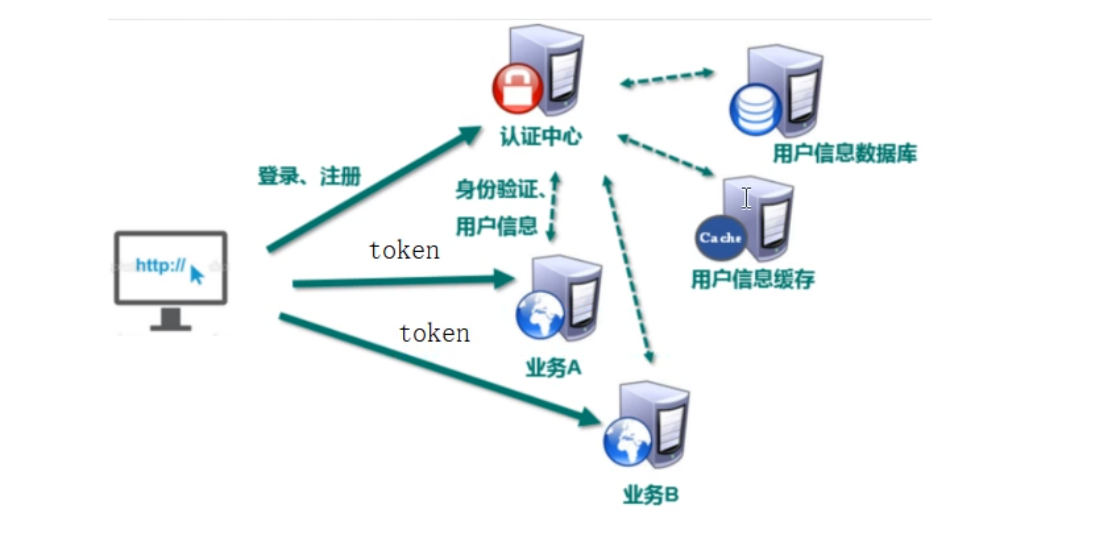 认证中心
用户信息数据库
登录、注册
身份验证、
用户信息
token
http://
Cache
用户信息缓存
token
业务A
业务B